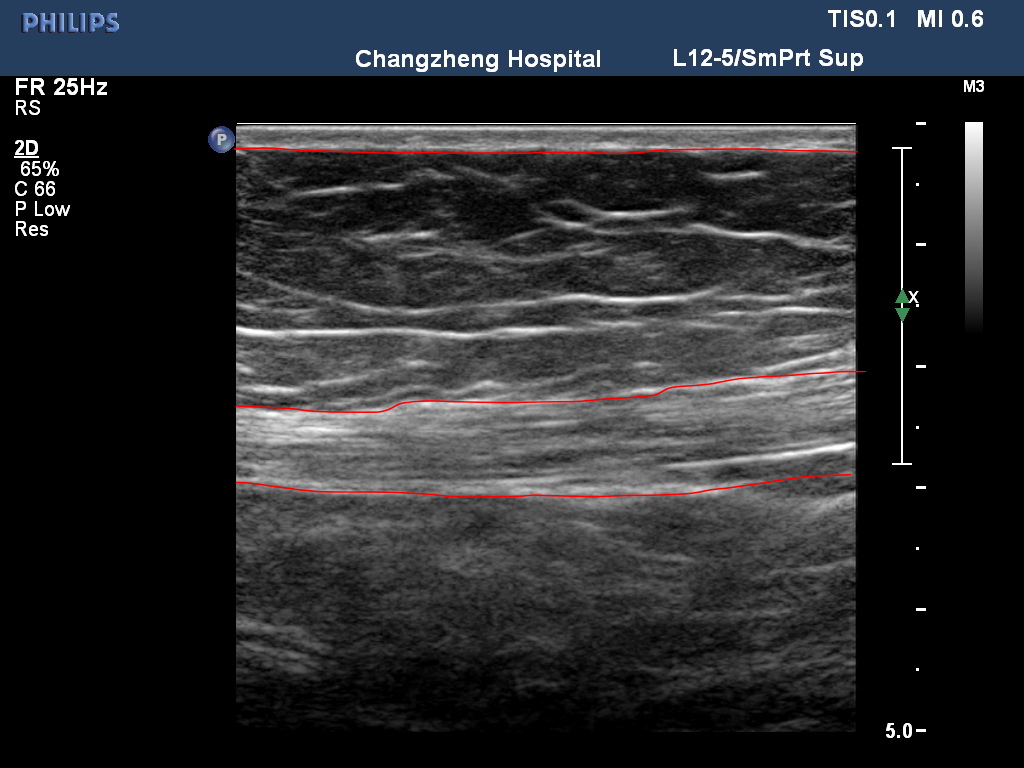 PHILIPS
TIS0.1 MI 0.6
Changzheng Hospital
L12-5/SmPrt Sup
FR 25Hz
RS
M3
P
2D
65%
C 66
P Low
Res
X
5.0